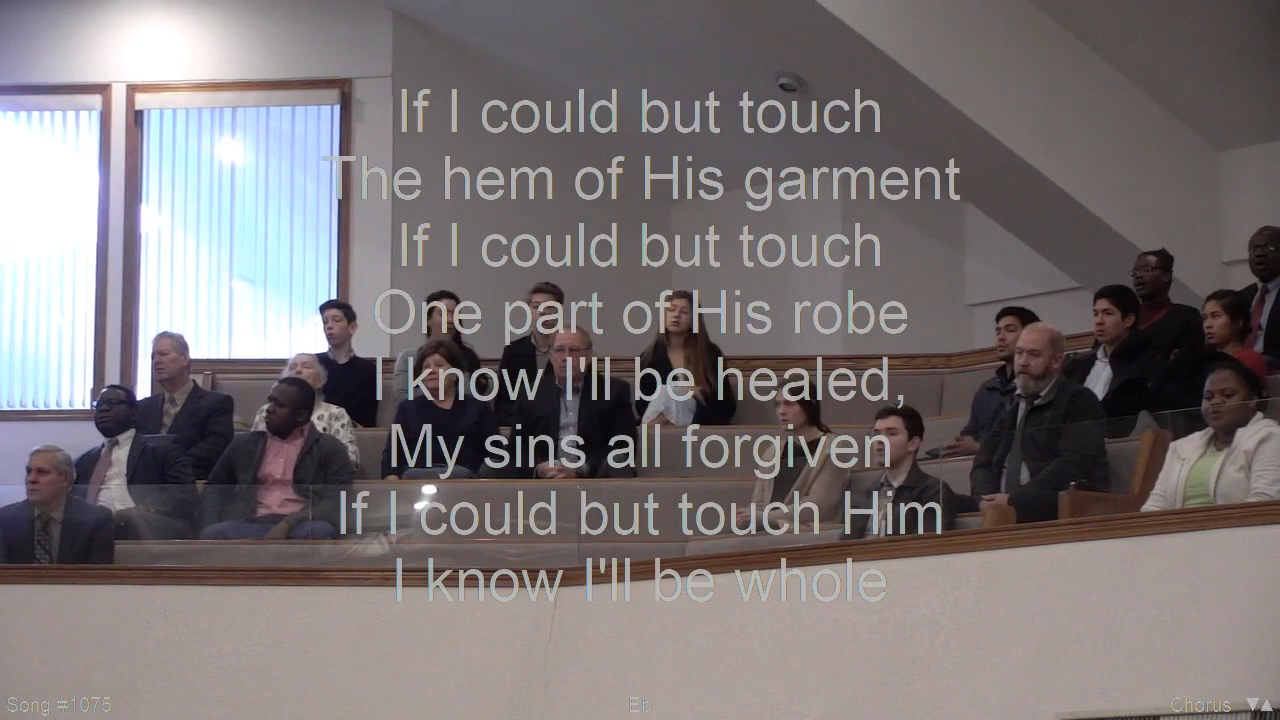 If I could but touch
The hem of His garment
If I could but touch
One part of His robe
I know I'll be healed,
My sins all forgiven
If I could but touch Him
I know I'll be whole
Song #1075
Eb
Chorus